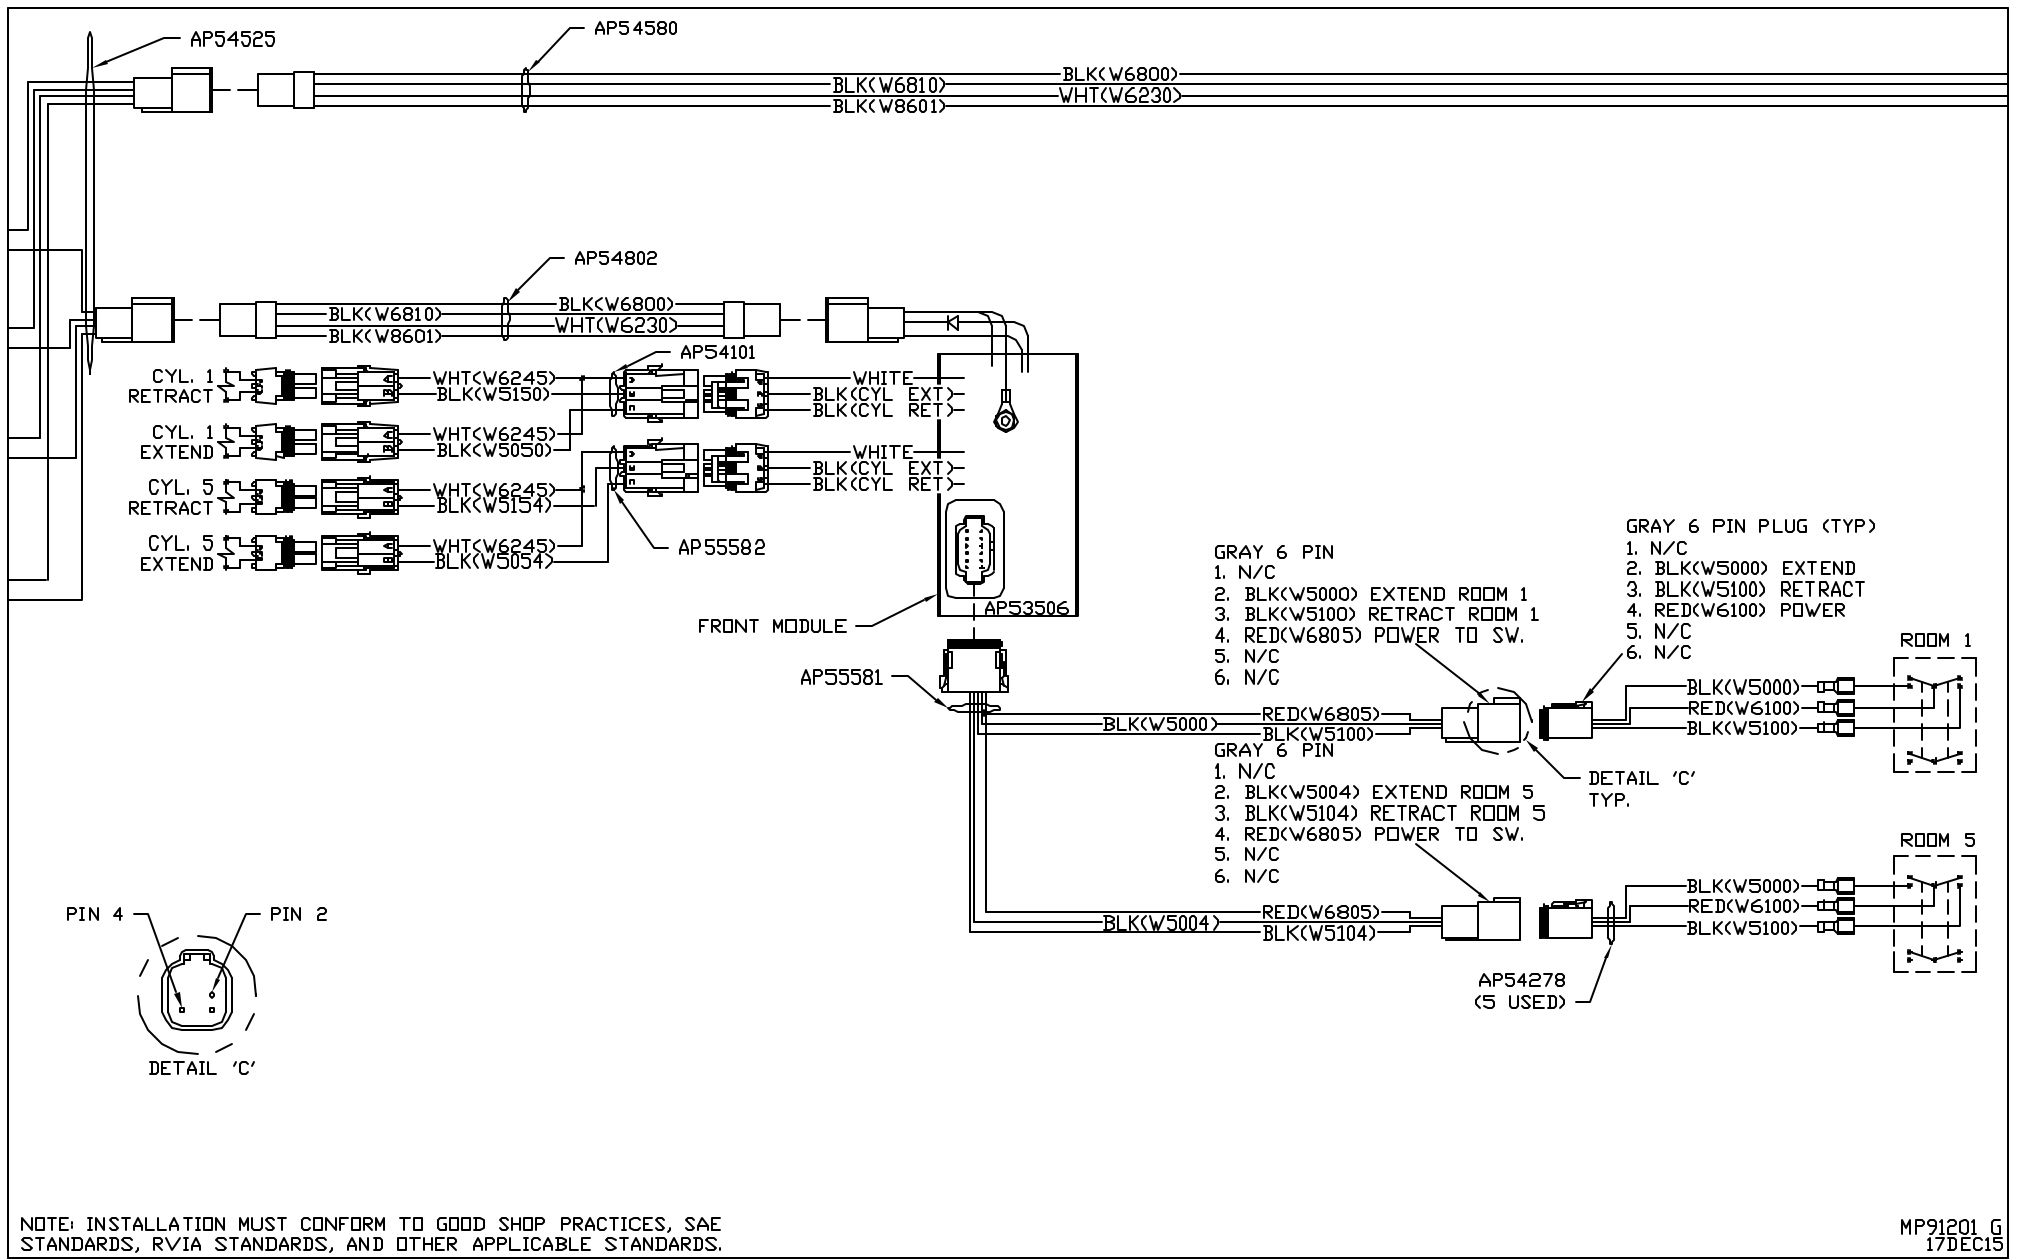 AP54525
AP54580
BLK(W6800)
BLK(W6810)
WHT(W6230)
BLK(W8601)
AP54802
BLK(W6800)
BLK(W6810)
WHT(W6230)
BLK(W8601)
AP54101
CYL. 1
RETRACT
WHT(W6245)
BLK(W5150)
WHITE
BLK(CYL EXT)
BLK(CYL RET)
CYL. 1
EXTEND
WHT(W6245)
BLK(W5050)
WHITE
BLK(CYL EXT)
BLK(CYL RET)
CYL. 5
RETRACT
WHT(W6245)
BLK(W5154)
CYL. 5
EXTEND
WHT(W6245)
BLK(W5054)
AP55582
AP53506
FRONT MODULE
AP55581
GRAY 6 PIN
1. N/C
2. BLK(W5000) EXTEND ROOM 1
3. BLK(W5100) RETRACT ROOM 1
4. RED(W6805) POWER TO SW.
5. N/C
6. N/C
GRAY 6 PIN PLUG (TYP)
1. N/C
2. BLK(W5000) EXTEND
3. BLK(W5100) RETRACT
4. RED(W6100) POWER
5. N/C
6. N/C
ROOM 1
RED(W6805)
BLK(W5000)
BLK(W5100)
BLK(W5000)
RED(W6100)
BLK(W5100)
DETAIL 'C'
TYP.
GRAY 6 PIN
1. N/C
2. BLK(W5004) EXTEND ROOM 5
3. BLK(W5104) RETRACT ROOM 5
4. RED(W6805) POWER TO SW.
5. N/C
6. N/C
ROOM 5
RED(W6805)
BLK(W5004)
BLK(W5104)
BLK(W5000)
RED(W6100)
BLK(W5100)
AP54278
(5 USED)
PIN 4
PIN 2
DETAIL 'C'
NOTE: INSTALLATION MUST CONFORM TO GOOD SHOP PRACTICES, SAE
STANDARDS, RVIA STANDARDS, AND OTHER APPLICABLE STANDARDS.
MP91201 G
17DEC15